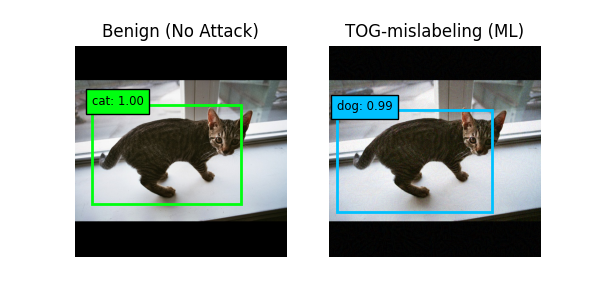 Benign (No Attack)
TOG-mislabeling (ML)
cat: 1.00
dog: 0.99